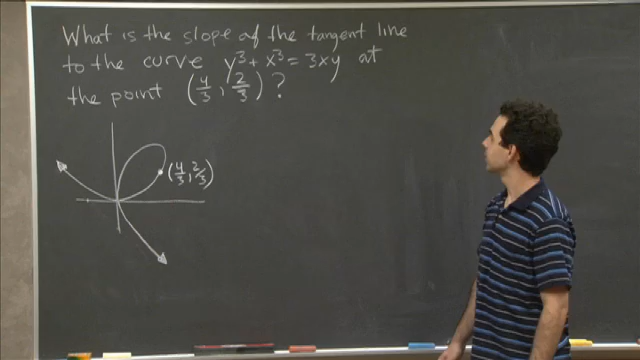 What is the slope of the tangent line
to the curve y³ + x³ = 3xy at
the point (4/3, 2/3)?
(4/3, 2/3)